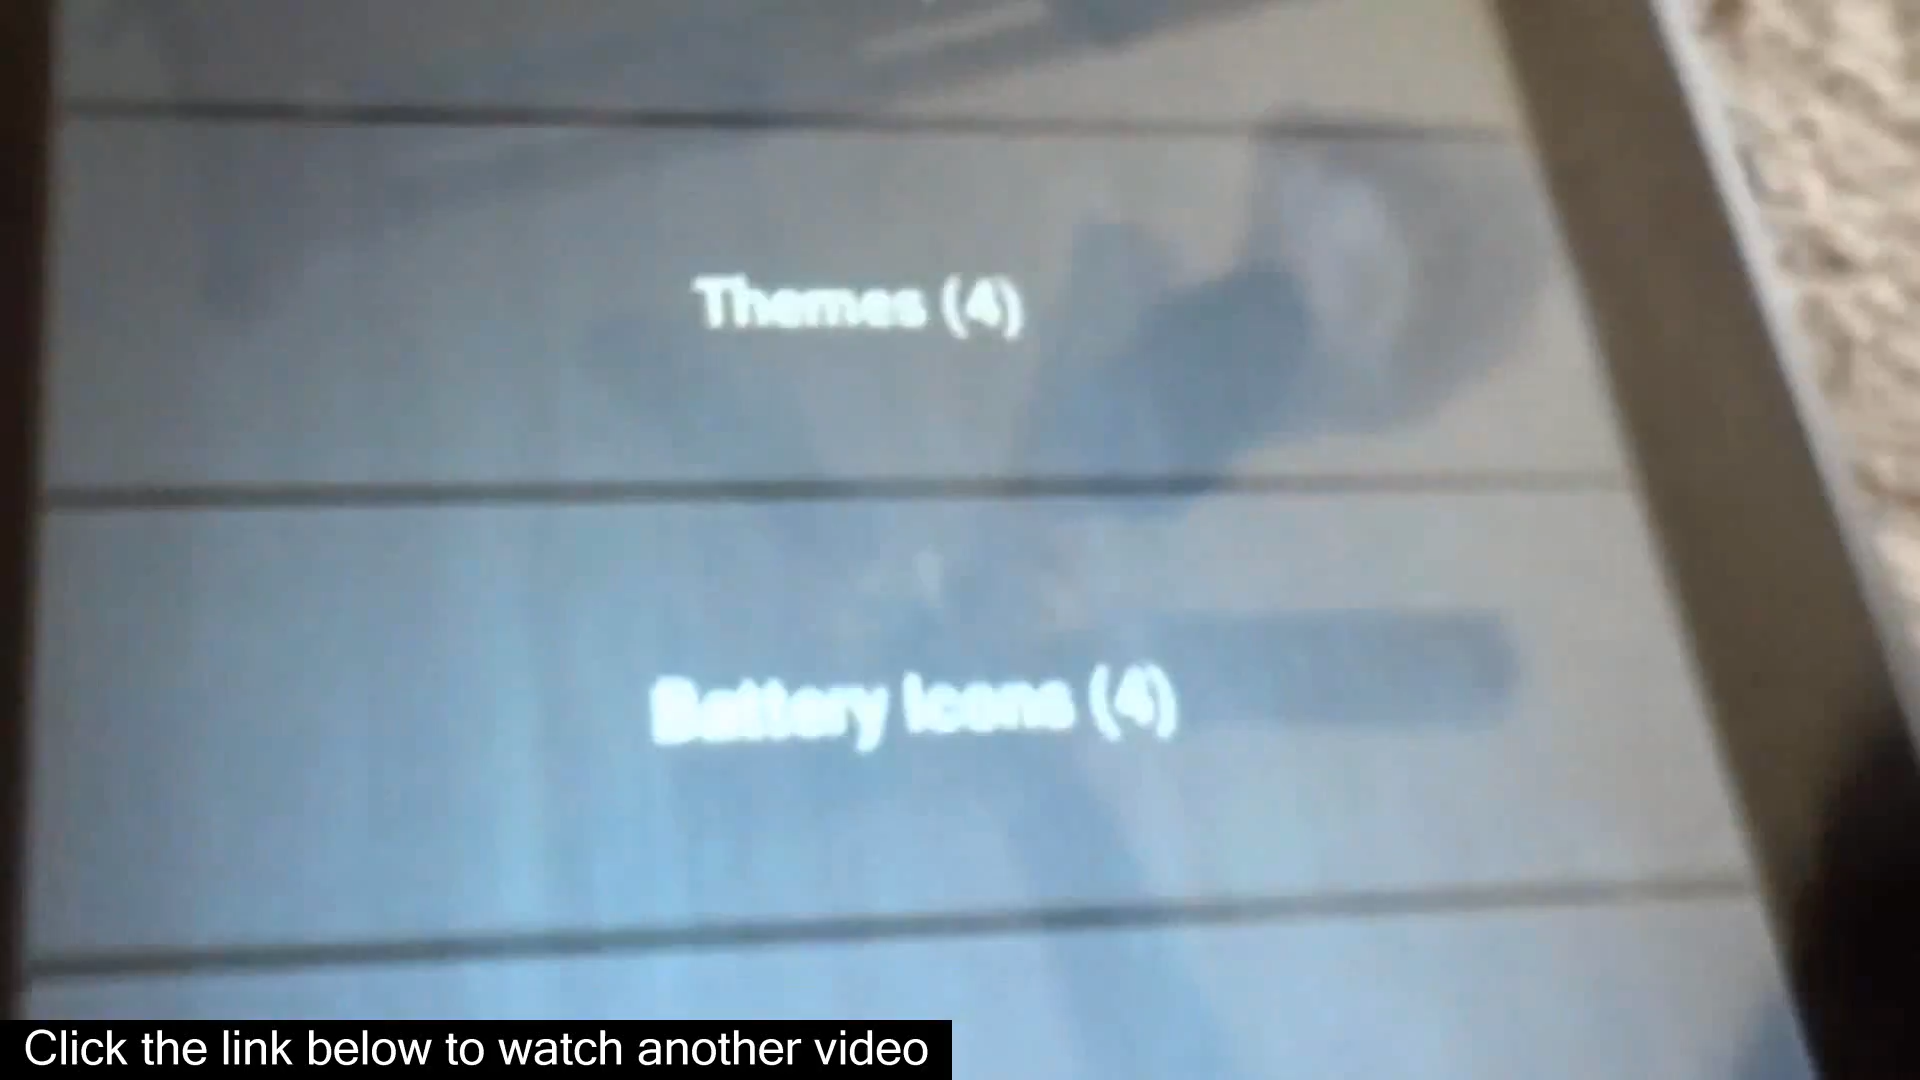 Themes (4)
Battery Icons (4)
Click the link below to watch another video